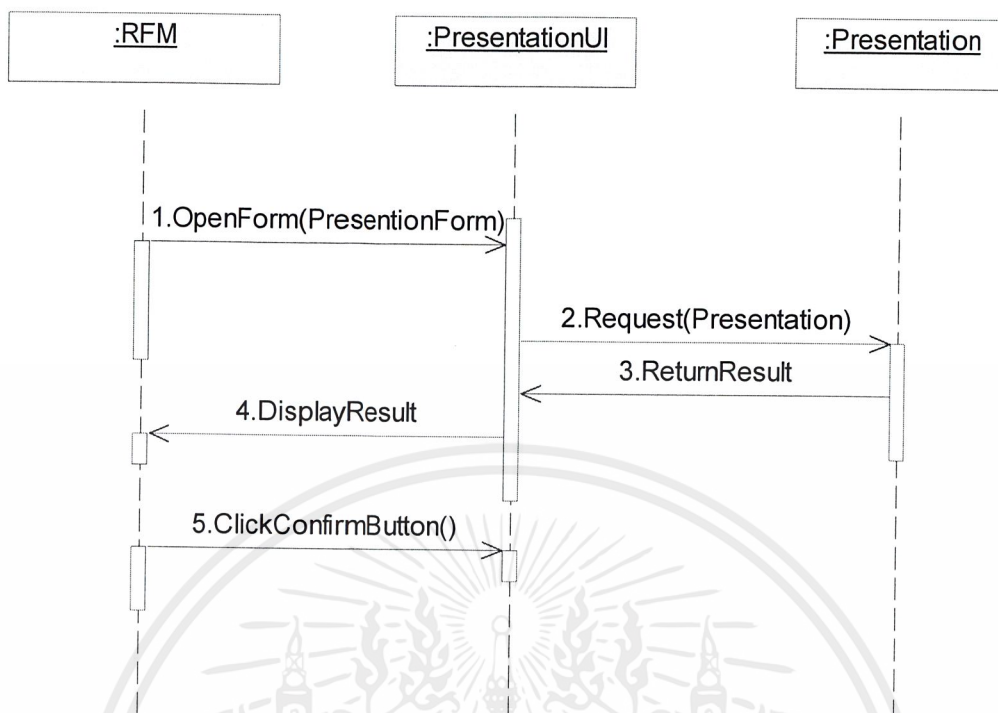 :RFM
:PresentationUI
:Presentation
1.OpenForm(PresentionForm)
2.Request(Presentation)
3.ReturnResult
4.DisplayResult
5.ClickConfirmButton()